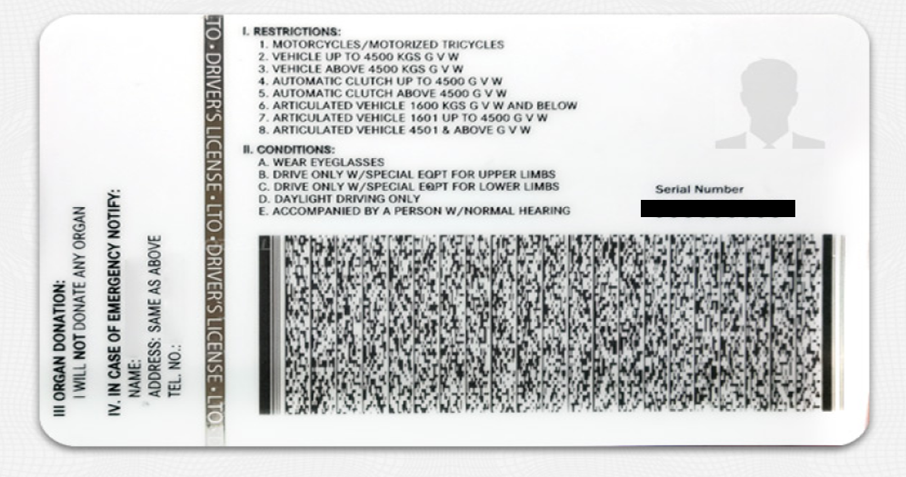 LTO • DRIVER'S LICENSE • LTO • DRIVER'S LICENSE • LTO
I. RESTRICTIONS:
1. MOTORCYCLES/MOTORIZED TRICYCLES
2. VEHICLE UP TO 4500 KGS G V W
3. VEHICLE ABOVE 4500 KGS G V W
4. AUTOMATIC CLUTCH UP TO 4500 G V W
5. AUTOMATIC CLUTCH ABOVE 4500 G V W
6. ARTICULATED VEHICLE 1600 KGS G V W AND BELOW
7. ARTICULATED VEHICLE 1601 UP TO 4500 G V W
8. ARTICULATED VEHICLE 4501 & ABOVE G V W
II. CONDITIONS:
A. WEAR EYEGLASSES
B. DRIVE ONLY W/SPECIAL EQPT FOR UPPER LIMBS
C. DRIVE ONLY W/SPECIAL EQPT FOR LOWER LIMBS
D. DAYLIGHT DRIVING ONLY
E. ACCOMPANIED BY A PERSON W/NORMAL HEARING
Serial Number
III ORGAN DONATION:
I WILL NOT DONATE ANY ORGAN
IV. IN CASE OF EMERGENCY NOTIFY:
NAME:
ADDRESS: SAME AS ABOVE
TEL. NO.: